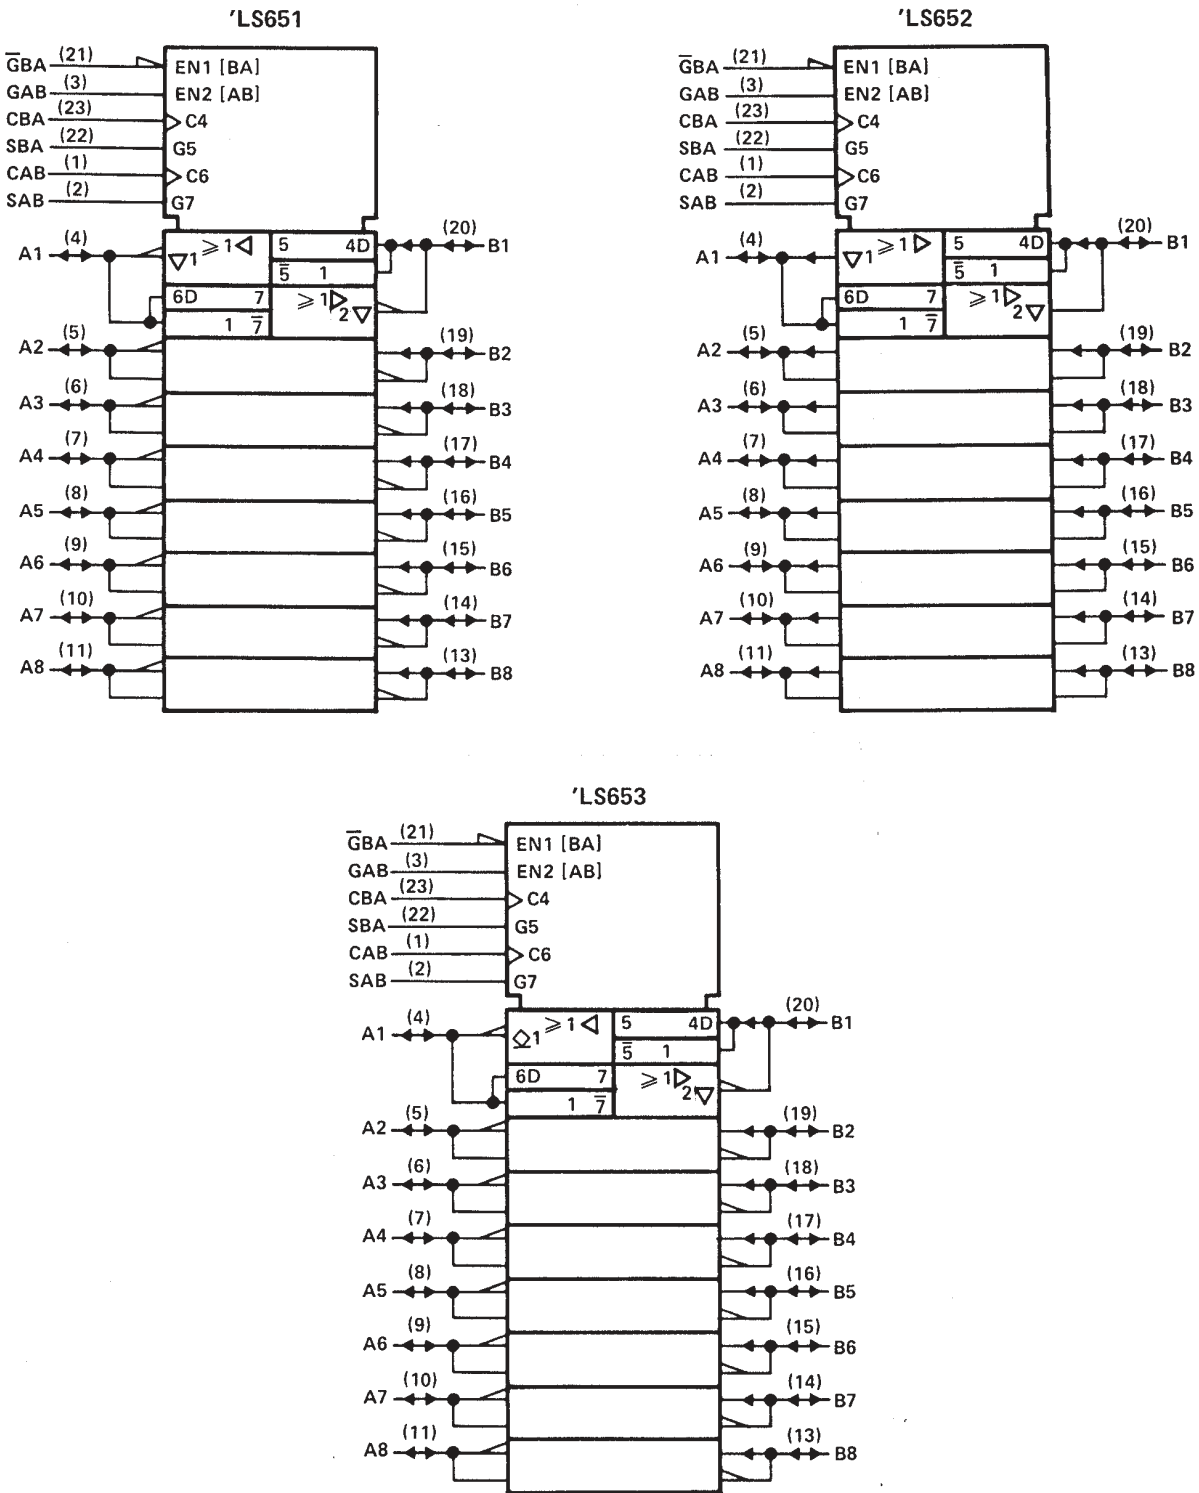 'LS651
G̅BA (21) EN1 [BA]
GAB (3) EN2 [AB]
CBA (23) C4
SBA (22) G5
CAB (1) C6
SAB (2) G7
A1 (4) ▽1 ≥1 ◁ 5 4D (20) B1
5̅ 1
6D 7 ≥1 ▷ 2 ▽
1 7̅
A2 (5) (19) B2
A3 (6) (18) B3
A4 (7) (17) B4
A5 (8) (16) B5
A6 (9) (15) B6
A7 (10) (14) B7
A8 (11) (13) B8
'LS652
G̅BA (21) EN1 [BA]
GAB (3) EN2 [AB]
CBA (23) C4
SBA (22) G5
CAB (1) C6
SAB (2) G7
A1 (4) ▽1 ≥1 ▷ 5 4D (20) B1
5̅ 1
6D 7 ≥1 ▷ 2 ▽
1 7̅
A2 (5) (19) B2
A3 (6) (18) B3
A4 (7) (17) B4
A5 (8) (16) B5
A6 (9) (15) B6
A7 (10) (14) B7
A8 (11) (13) B8
'LS653
G̅BA (21) EN1 [BA]
GAB (3) EN2 [AB]
CBA (23) C4
SBA (22) G5
CAB (1) C6
SAB (2) G7
A1 (4) ◇1 ≥1 ◁ 5 4D (20) B1
5̅ 1
6D 7 ≥1 ▷ 2 ▽
1 7̅
A2 (5) (19) B2
A3 (6) (18) B3
A4 (7) (17) B4
A5 (8) (16) B5
A6 (9) (15) B6
A7 (10) (14) B7
A8 (11) (13) B8